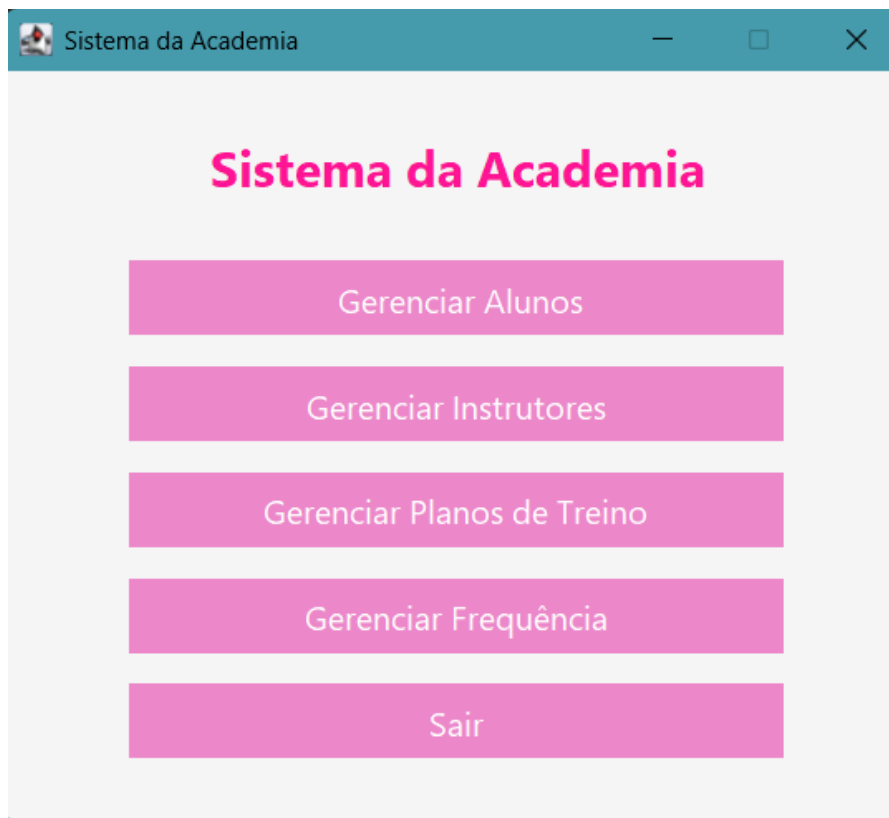 Sistema da Academia
Sistema da Academia
Gerenciar Alunos
Gerenciar Instrutores
Gerenciar Planos de Treino
Gerenciar Frequência
Sair